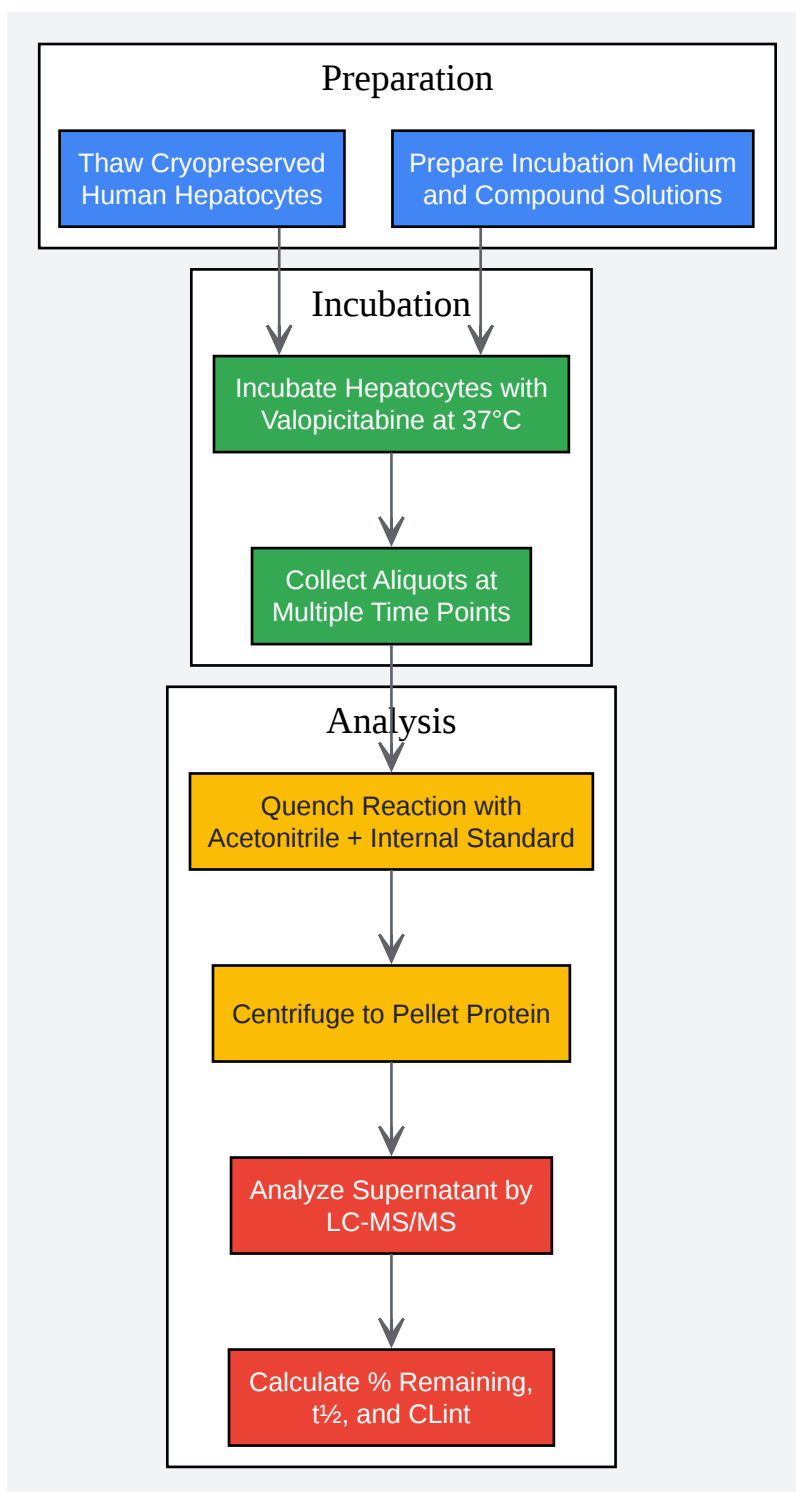 Preparation
Thaw Cryopreserved
Human Hepatocytes
Prepare Incubation Medium
and Compound Solutions
Incubation
Incubate Hepatocytes with
Valopicitabine at 37°C
Collect Aliquots at
Multiple Time Points
Analysis
Quench Reaction with
Acetonitrile + Internal Standard
Centrifuge to Pellet Protein
Analyze Supernatant by
LC-MS/MS
Calculate % Remaining,
t½, and CLint